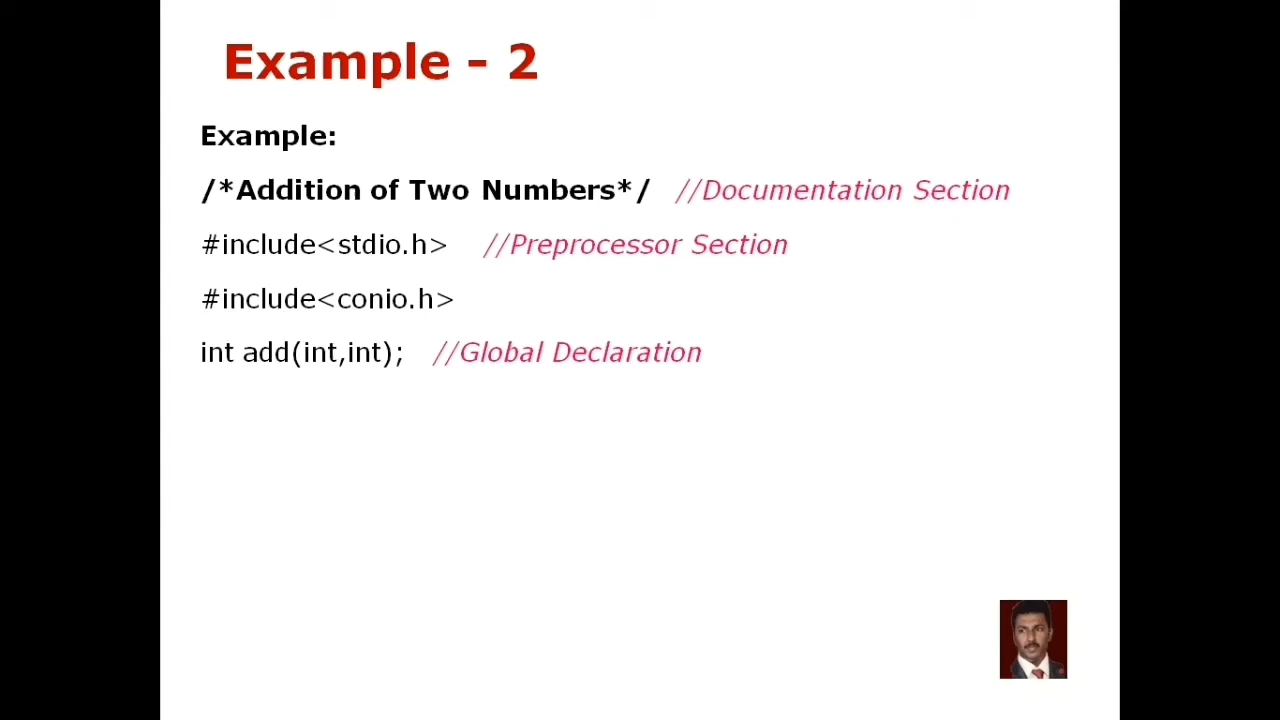 Example - 2
Example:
/*Addition of Two Numbers*/ //Documentation Section
#include<stdio.h> //Preprocessor Section
#include<conio.h>
int add(int,int); //Global Declaration